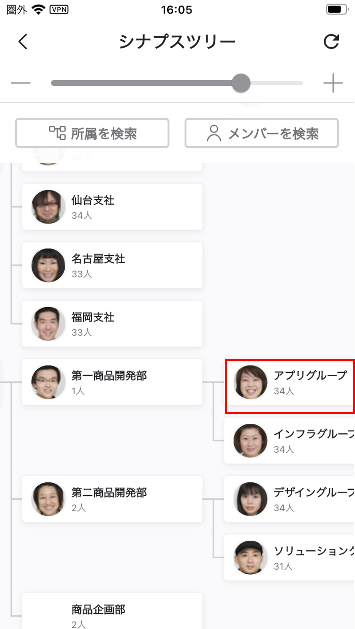 圏外 VPN 16:05
シナプスツリー
所属を検索 メンバーを検索
仙台支社
34人
名古屋支社
33人
福岡支社
33人
第一商品開発部
1人
アプリグループ
34人
インフラグループ
34人
第二商品開発部
2人
デザイングループ
34人
ソリューショング
31人
商品企画部
2人